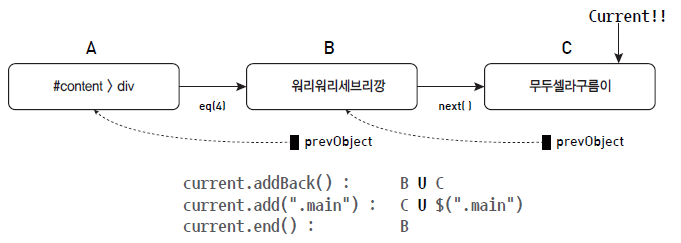 Current!!
A
B
C
#content > div
워리워리세브리깡
무두셀라구름이
eq(4)
next( )
prevObject
prevObject
current.addBack() : B U C
current.add(".main") : C U $(".main")
current.end() : B